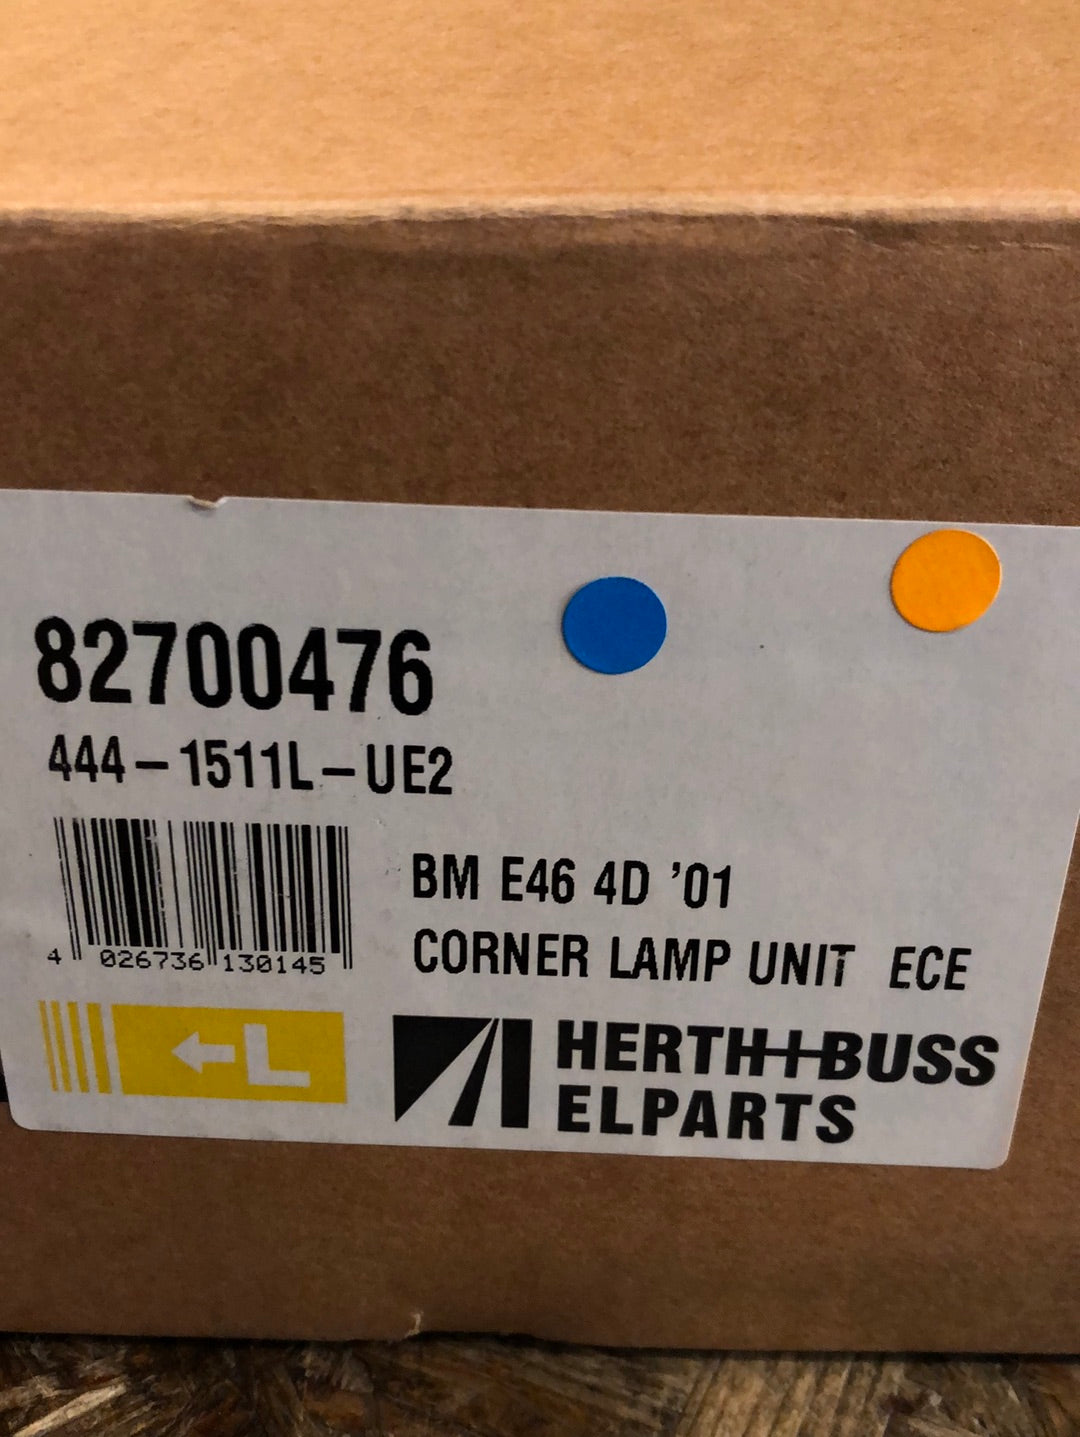 82700476
444-1511L-UE2
BM E46 4D '01
CORNER LAMP UNIT ECE
4 026736 130145
←L
HERTH+BUSS
ELPARTS